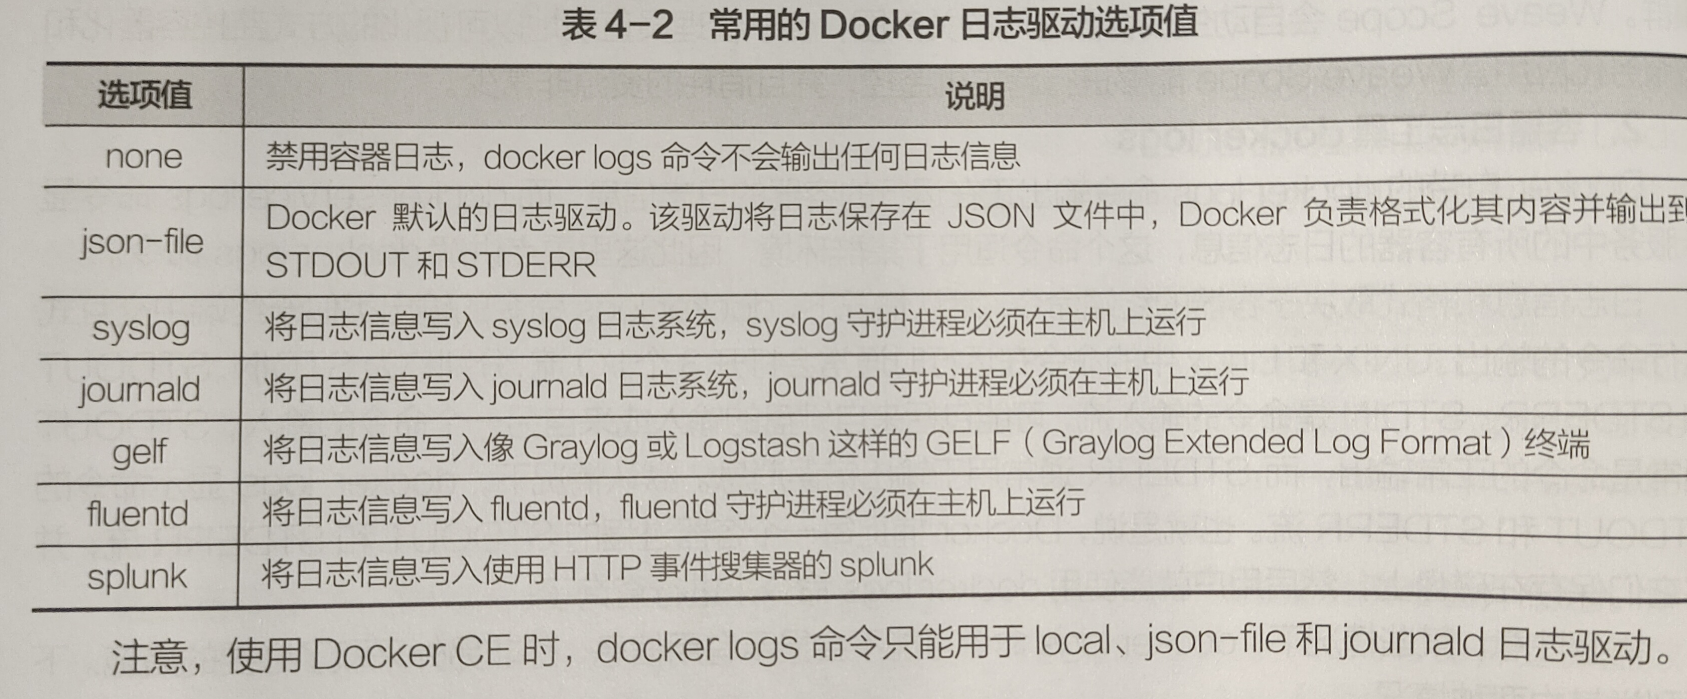 表 4-2 常用的 Docker 日志驱动选项值
选项值 说明
none 禁用容器日志，docker logs 命令不会输出任何日志信息
json-file Docker 默认的日志驱动。该驱动将日志保存在 JSON 文件中，Docker 负责格式化其内容并输出到
STDOUT 和 STDERR
syslog 将日志信息写入 syslog 日志系统，syslog 守护进程必须在主机上运行
journald 将日志信息写入 journald 日志系统，journald 守护进程必须在主机上运行
gelf 将日志信息写入像 Graylog 或 Logstash 这样的 GELF（Graylog Extended Log Format）终端
fluentd 将日志信息写入 fluentd，fluentd 守护进程必须在主机上运行
splunk 将日志信息写入使用 HTTP 事件搜集器的 splunk
注意，使用 Docker CE 时，docker logs 命令只能用于 local、json-file 和 journald 日志驱动。